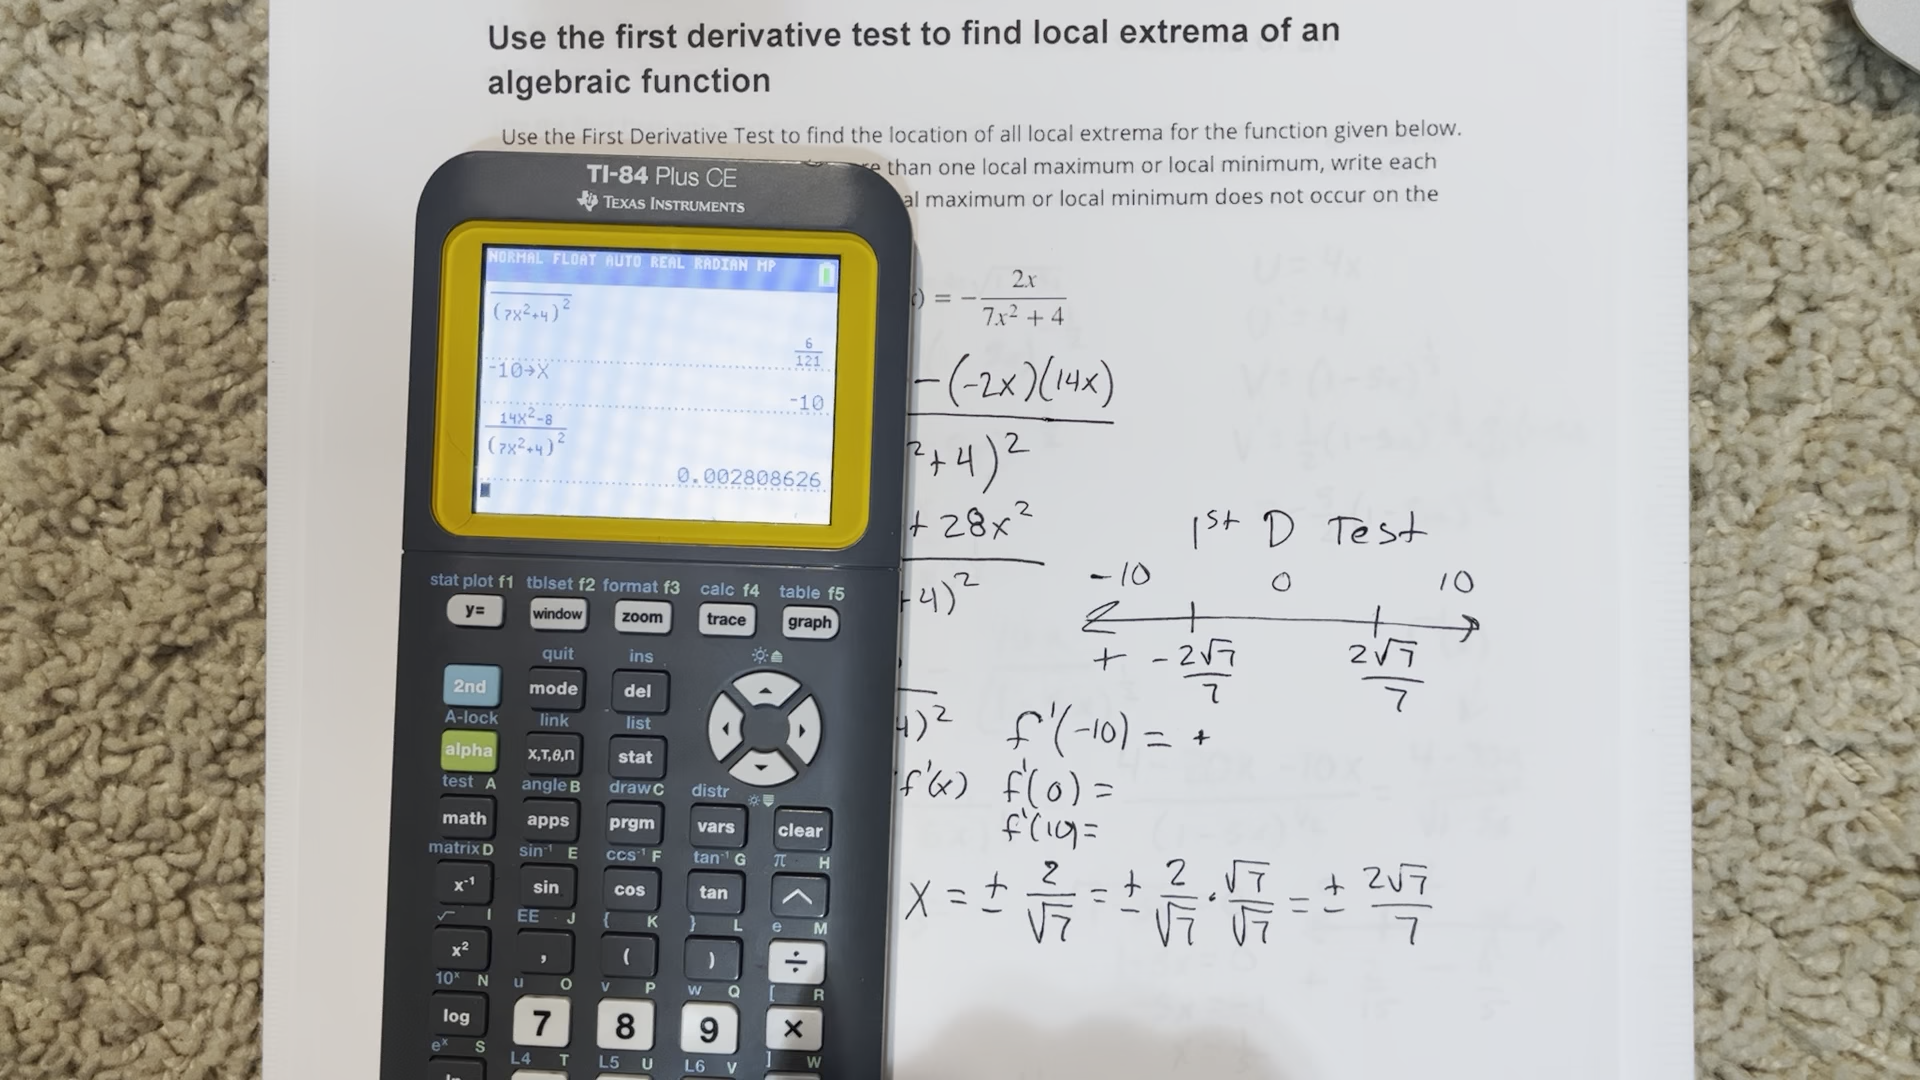 Use the first derivative test to find local extrema of an
algebraic function
Use the First Derivative Test to find the location of all local extrema for the function given below.
than one local maximum or local minimum, write each
al maximum or local minimum does not occur on the
) = - 2x / 7x² + 4
- (-2x)(14x)
²+4)²
+ 28x²
4)²
4)²
f'(x)
1st D Test
-10 0 10
+ -2√7/7 2√7/7
f'(-10) = +
f'(0) =
f'(10) =
X = ± 2/√7 = ± 2/√7 · √7/√7 = ± 2√7/7
TI-84 Plus CE
TEXAS INSTRUMENTS
NORMAL FLOAT AUTO REAL RADIAN MP
(7X²+4)²
6/121
-10→X
-10
14X²-8
(7X²+4)²
0.002808626
stat plot f1 tblset f2 format f3 calc f4 table f5
y= window zoom trace graph
quit ins
2nd mode del
A-lock link list
alpha X,T,θ,n stat
test A angle B draw C distr
math apps prgm vars clear
matrix D sin⁻¹ E cos⁻¹ F tan⁻¹ G π H
x⁻¹ sin cos tan ^
√ I EE J { K } L e M
x² , ( ) ÷
10ˣ N u O v P w Q [ R
log 7 8 9 ×
eˣ S L4 T L5 U L6 V ] W
ln